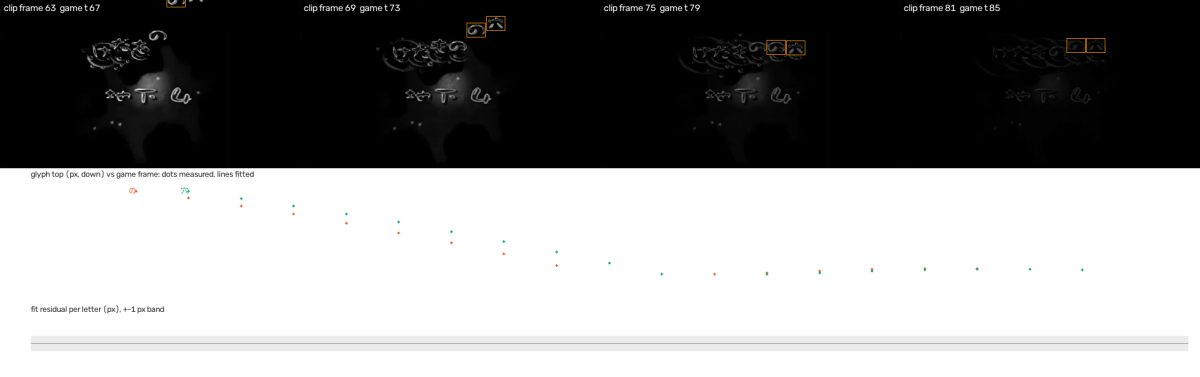 clip frame 63 game t 67
clip frame 69 game t 73
clip frame 75 game t 79
clip frame 81 game t 85
glyph top (px, down) vs game frame: dots measured, lines fitted
の
穴
fit residual per letter (px), +-1 px band